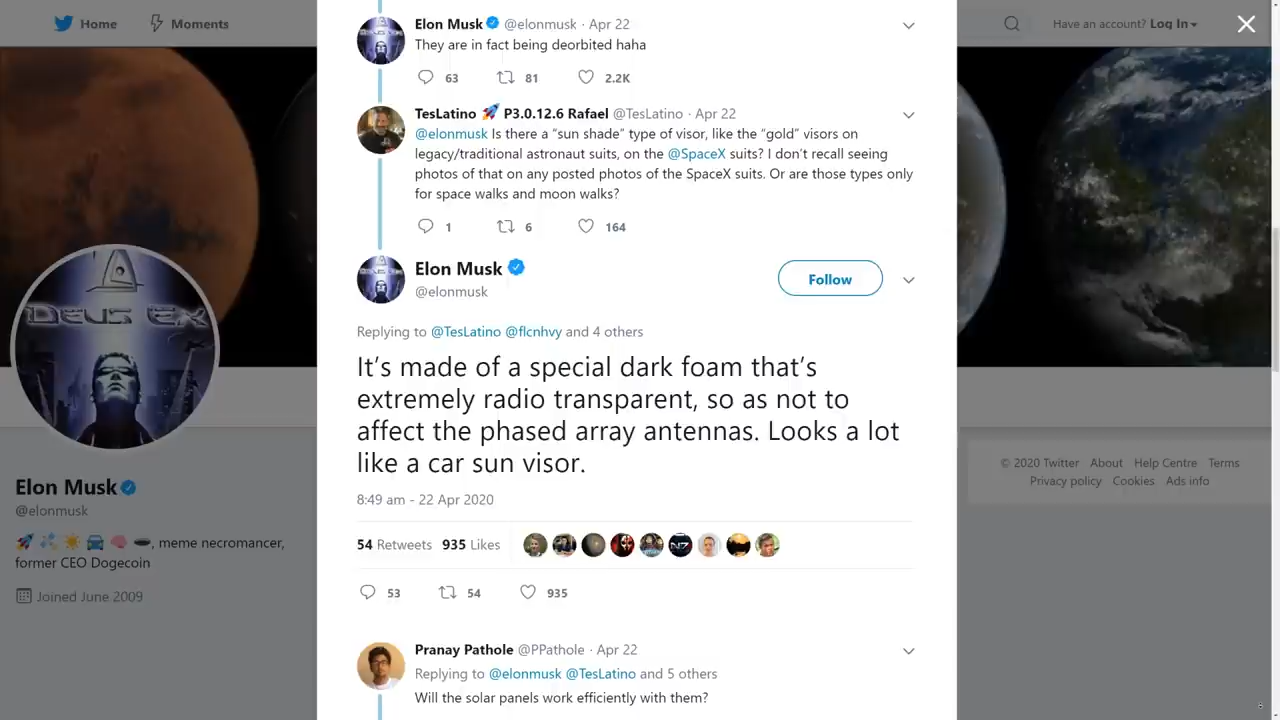 Home
Moments
Have an account? Log In
Elon Musk @elonmusk · Apr 22
They are in fact being deorbited haha
63 81 2.2K
TesLatino 🚀 P3.0.12.6 Rafael @TesLatino · Apr 22
@elonmusk Is there a “sun shade” type of visor, like the “gold” visors on
legacy/traditional astronaut suits, on the @SpaceX suits? I don’t recall seeing
photos of that on any posted photos of the SpaceX suits. Or are those types only
for space walks and moon walks?
1 6 164
Elon Musk
@elonmusk
Follow
Replying to @TesLatino @flcnhvy and 4 others
It’s made of a special dark foam that’s
extremely radio transparent, so as not to
affect the phased array antennas. Looks a lot
like a car sun visor.
8:49 am - 22 Apr 2020
54 Retweets 935 Likes
N7
53 54 935
Pranay Pathole @PPathole · Apr 22
Replying to @elonmusk @TesLatino and 5 others
Will the solar panels work efficiently with them?
DEUS EX
Elon Musk
@elonmusk
, meme necromancer,
former CEO Dogecoin
Joined June 2009
© 2020 Twitter About Help Centre Terms
Privacy policy Cookies Ads info